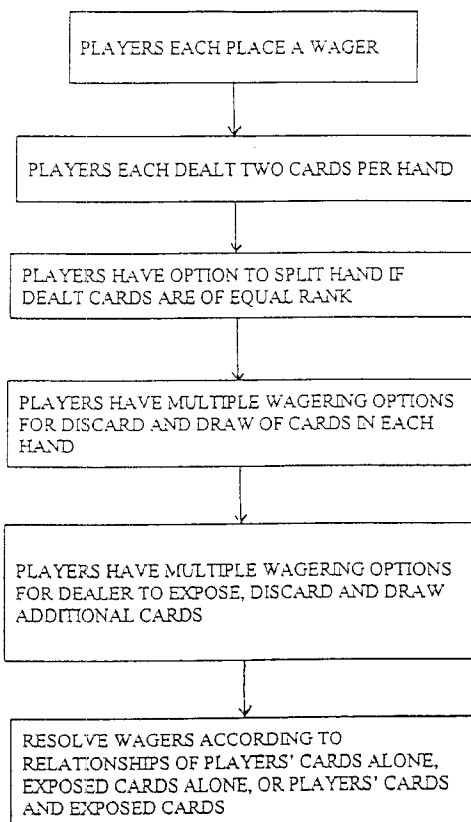 PLAYERS EACH PLACE A WAGER
PLAYERS EACH DEALT TWO CARDS PER HAND
PLAYERS HAVE OPTION TO SPLIT HAND IF
DEALT CARDS ARE OF EQUAL RANK
PLAYERS HAVE MULTIPLE WAGERING OPTIONS
FOR DISCARD AND DRAW OF CARDS IN EACH
HAND
PLAYERS HAVE MULTIPLE WAGERING OPTIONS
FOR DEALER TO EXPOSE, DISCARD AND DRAW
ADDITIONAL CARDS
RESOLVE WAGERS ACCORDING TO
RELATIONSHIPS OF PLAYERS' CARDS ALONE,
EXPOSED CARDS ALONE, OR PLAYERS' CARDS
AND EXPOSED CARDS